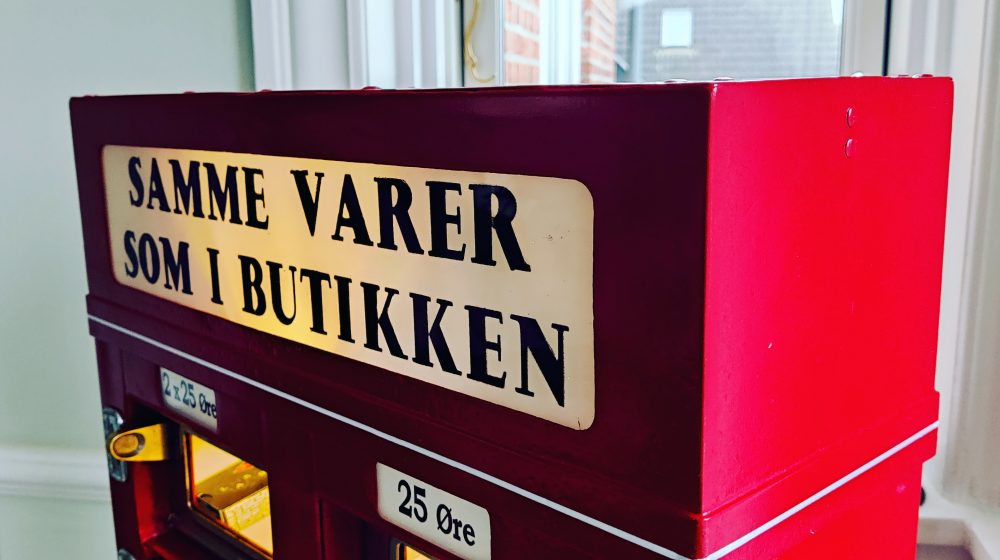 SAMME VARER
SOM I BUTIKKEN
2 x 25 Øre
25 Øre